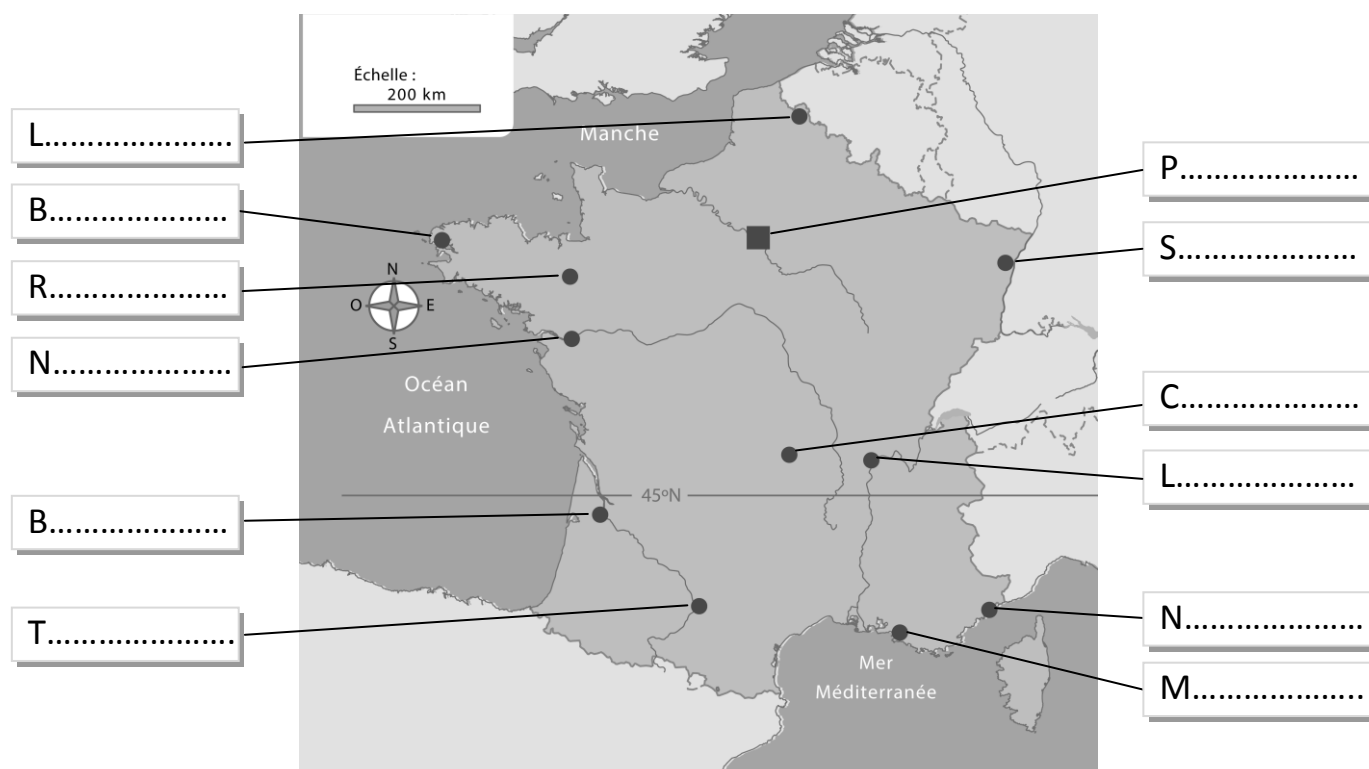 Échelle :
200 km
Manche
L……………………
B…………………
R…………………
N…………………
N
O E
S
Océan
Atlantique
B…………………
T…………………..
45ºN
Mer
Méditerranée
P…………………
S…………………
C…………………
L…………………
N…………………
M………………..